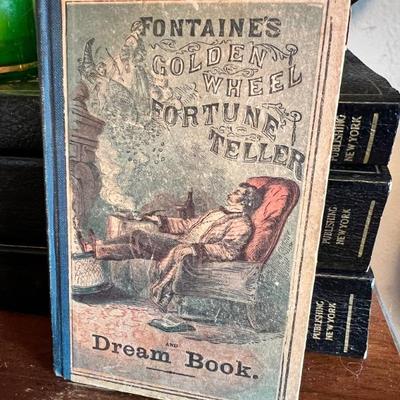 FONTAINE'S
GOLDEN
WHEEL
FORTUNE
TELLER
AND
Dream Book.
PUBLISHING
NEW YORK
PUBLISHING
NEW YORK
PUBLISHING
NEW YORK